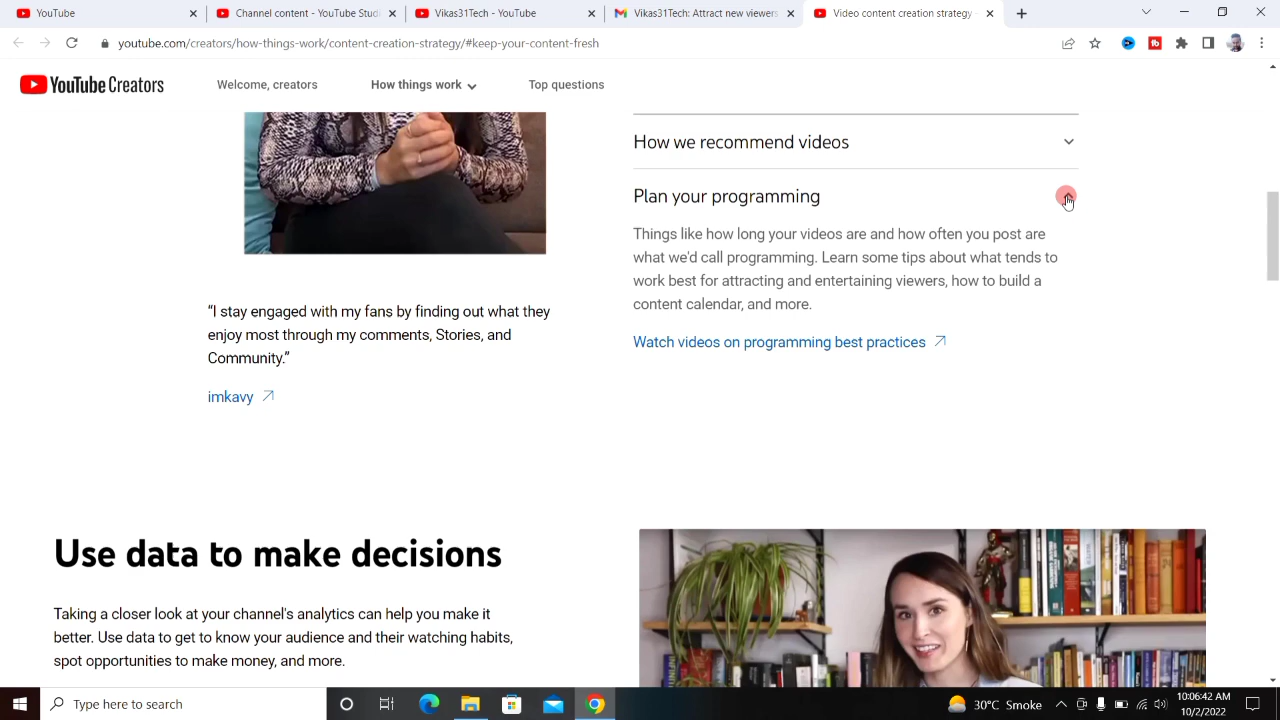 YouTube
Channel content - YouTube Studi
Vikas31Tech - YouTube
Vikas31Tech: Attract new viewers
Video content creation strategy -
youtube.com/creators/how-things-work/content-creation-strategy/#keep-your-content-fresh
YouTube Creators
Welcome, creators
How things work
Top questions
How we recommend videos
Plan your programming
Things like how long your videos are and how often you post are
what we'd call programming. Learn some tips about what tends to
work best for attracting and entertaining viewers, how to build a
content calendar, and more.
Watch videos on programming best practices
“I stay engaged with my fans by finding out what they
enjoy most through my comments, Stories, and
Community.”
imkavy
Use data to make decisions
Taking a closer look at your channel's analytics can help you make it
better. Use data to get to know your audience and their watching habits,
spot opportunities to make money, and more.
Type here to search
30°C Smoke
10:06:42 AM
10/2/2022